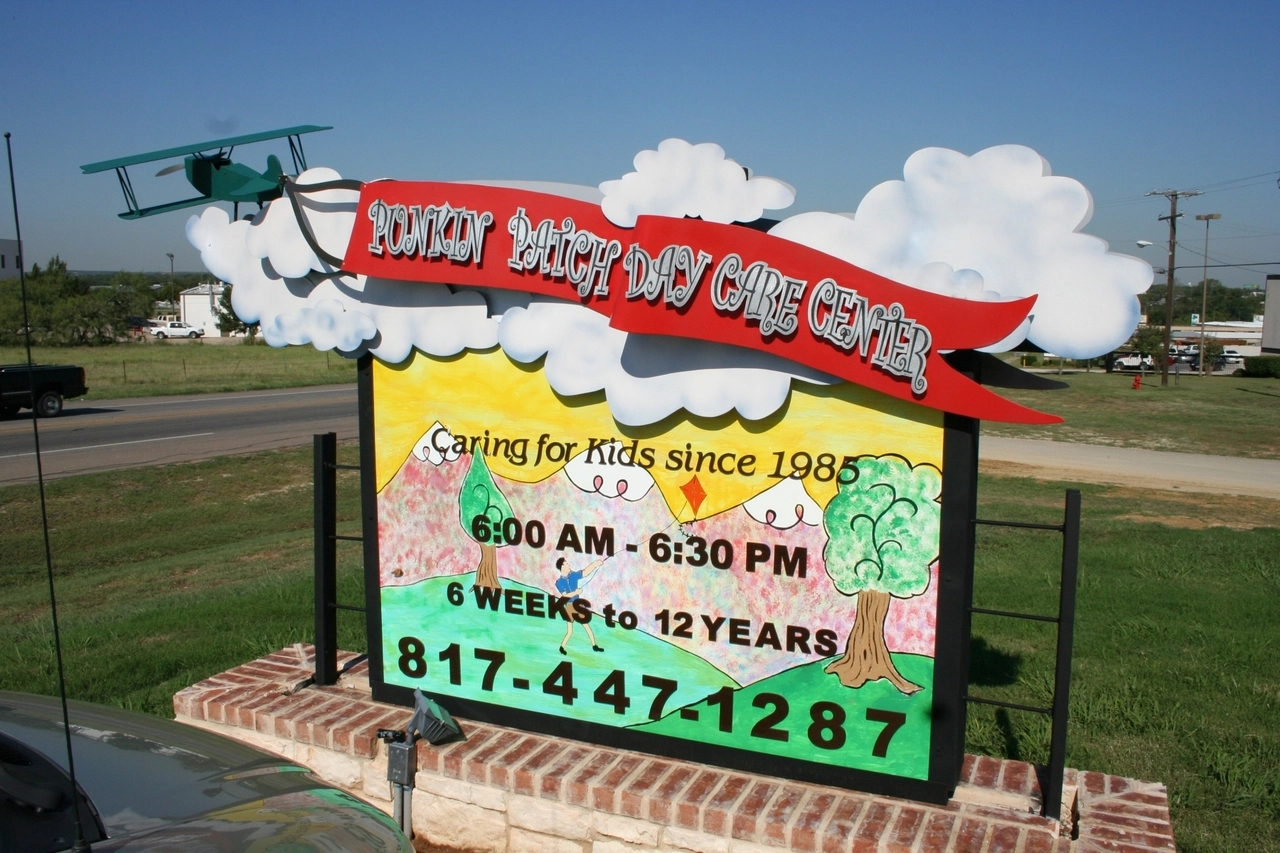 PUNKIN PATCH DAY CARE CENTER
Caring for Kids since 1985
6:00 AM - 6:30 PM
6 WEEKS to 12 YEARS
817-447-1287